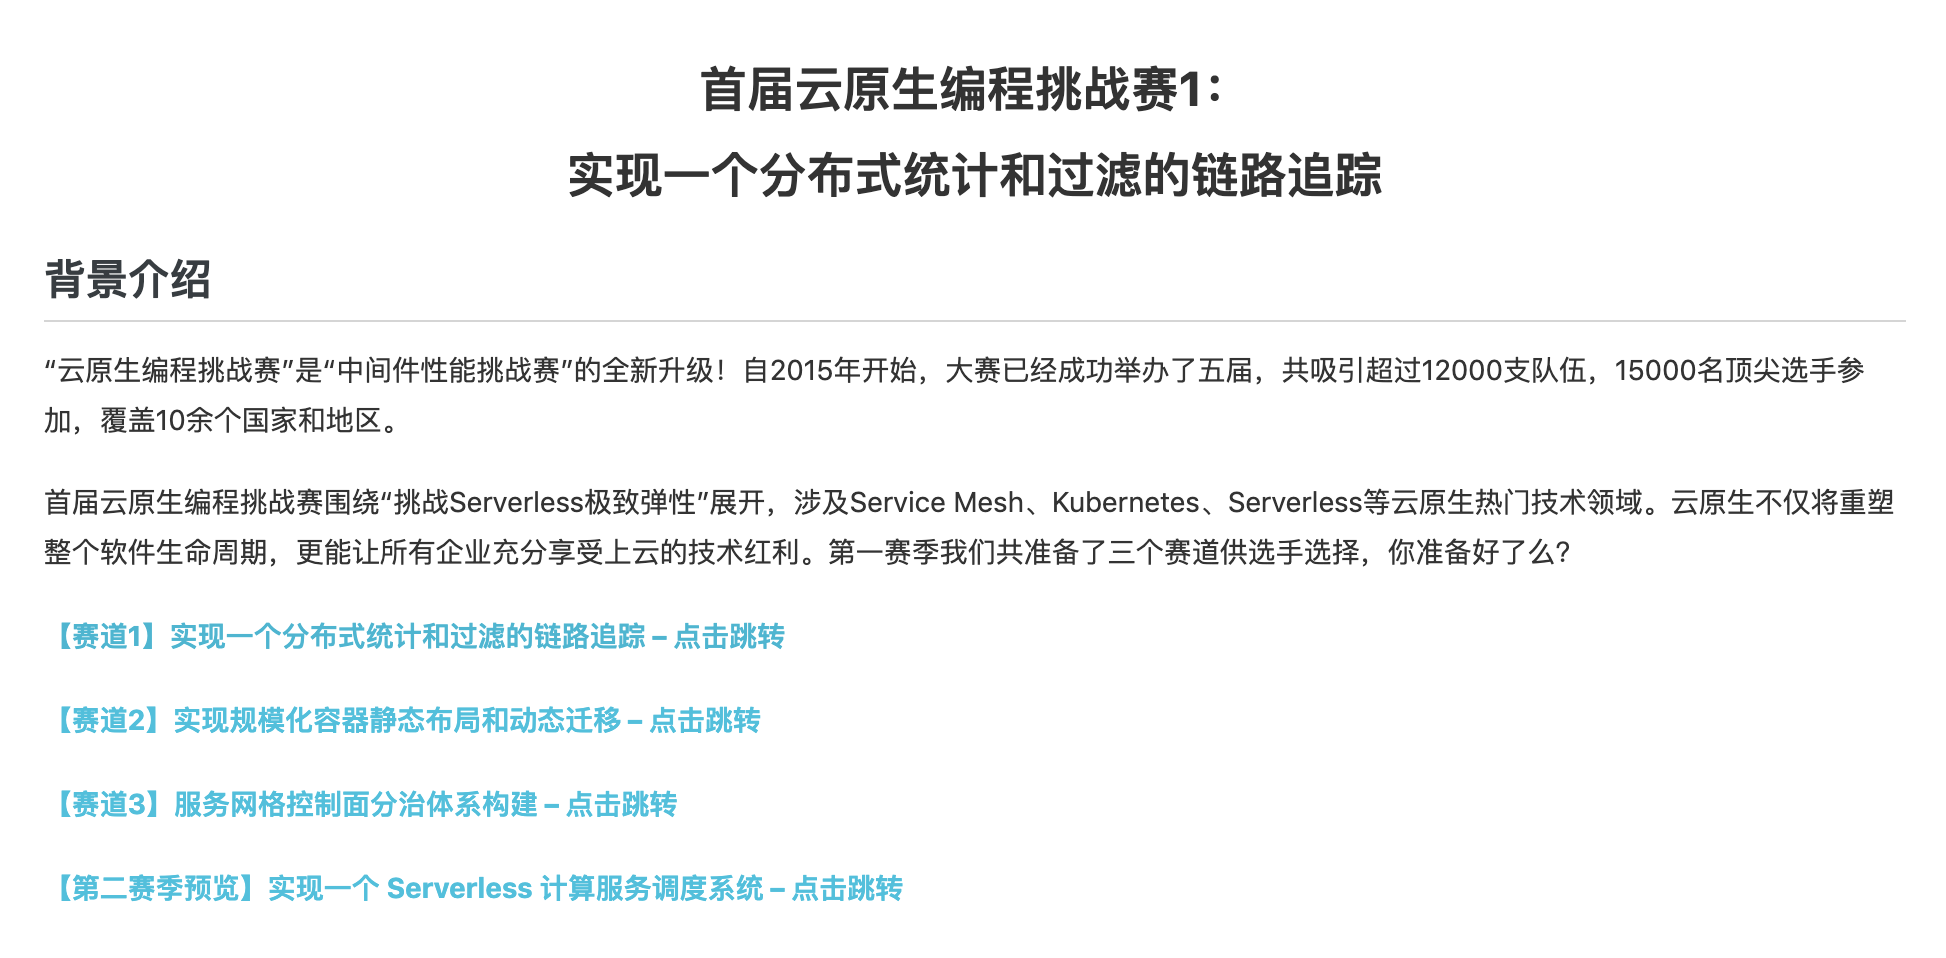 首届云原生编程挑战赛1：
实现一个分布式统计和过滤的链路追踪
背景介绍
“云原生编程挑战赛”是“中间件性能挑战赛”的全新升级！自2015年开始，大赛已经成功举办了五届，共吸引超过12000支队伍，15000名顶尖选手参
加，覆盖10余个国家和地区。
首届云原生编程挑战赛围绕“挑战Serverless极致弹性”展开，涉及Service Mesh、Kubernetes、Serverless等云原生热门技术领域。云原生不仅将重塑
整个软件生命周期，更能让所有企业充分享受上云的技术红利。第一赛季我们共准备了三个赛道供选手选择，你准备好了么？
【赛道1】实现一个分布式统计和过滤的链路追踪 – 点击跳转
【赛道2】实现规模化容器静态布局和动态迁移 – 点击跳转
【赛道3】服务网格控制面分治体系构建 – 点击跳转
【第二赛季预览】实现一个 Serverless 计算服务调度系统 – 点击跳转